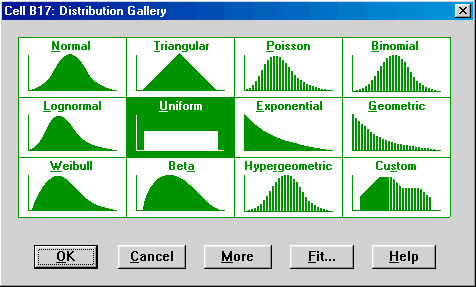 Cell B17: Distribution Gallery
Normal Triangular Poisson Binomial
Lognormal Uniform Exponential Geometric
Weibull Beta Hypergeometric Custom
OK Cancel More Fit... Help